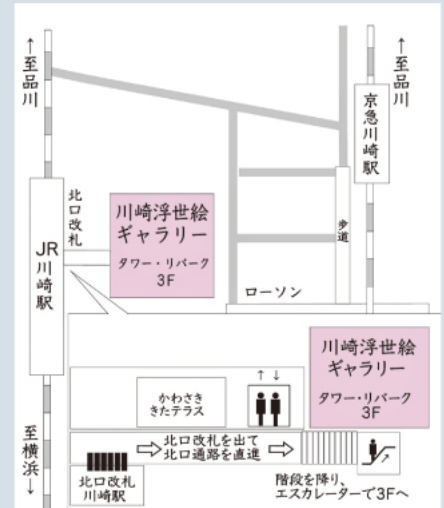 ←至品川
←至品川
京急川崎駅
北口改札
川崎浮世絵
ギャラリー
タワー・リバーク
3F
JR
川崎駅
歩道
ローソン
川崎浮世絵
ギャラリー
タワー・リバーク
3F
↑↓
かわさき
きたテラス
至横浜→
北口改札を出て
北口通路を直進
北口改札
川崎駅
階段を降り、
エスカレーターで3Fへ